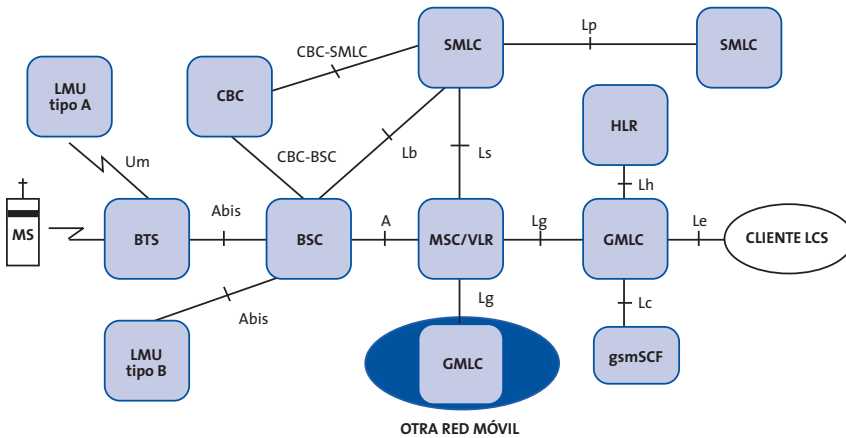 SMLC
Lp
SMLC
CBC-SMLC
LMU
tipo A
CBC
HLR
Um
CBC-BSC
Lb
Ls
Lh
MS
BTS
Abis
BSC
A
MSC/VLR
Lg
GMLC
Le
CLIENTE LCS
Abis
Lg
Lc
LMU
tipo B
GMLC
gsmSCF
OTRA RED MÓVIL